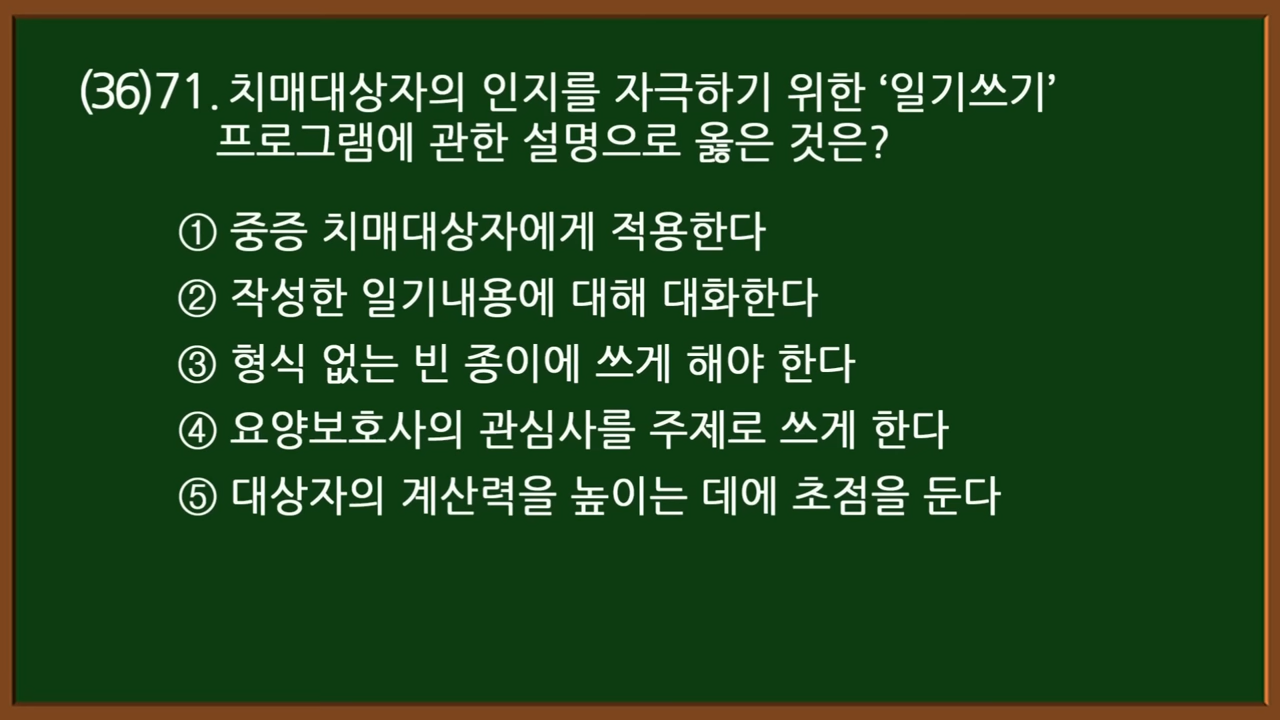 (36)71. 치매대상자의 인지를 자극하기 위한 ‘일기쓰기’
프로그램에 관한 설명으로 옳은 것은?
① 중증 치매대상자에게 적용한다
② 작성한 일기내용에 대해 대화한다
③ 형식 없는 빈 종이에 쓰게 해야 한다
④ 요양보호사의 관심사를 주제로 쓰게 한다
⑤ 대상자의 계산력을 높이는 데에 초점을 둔다